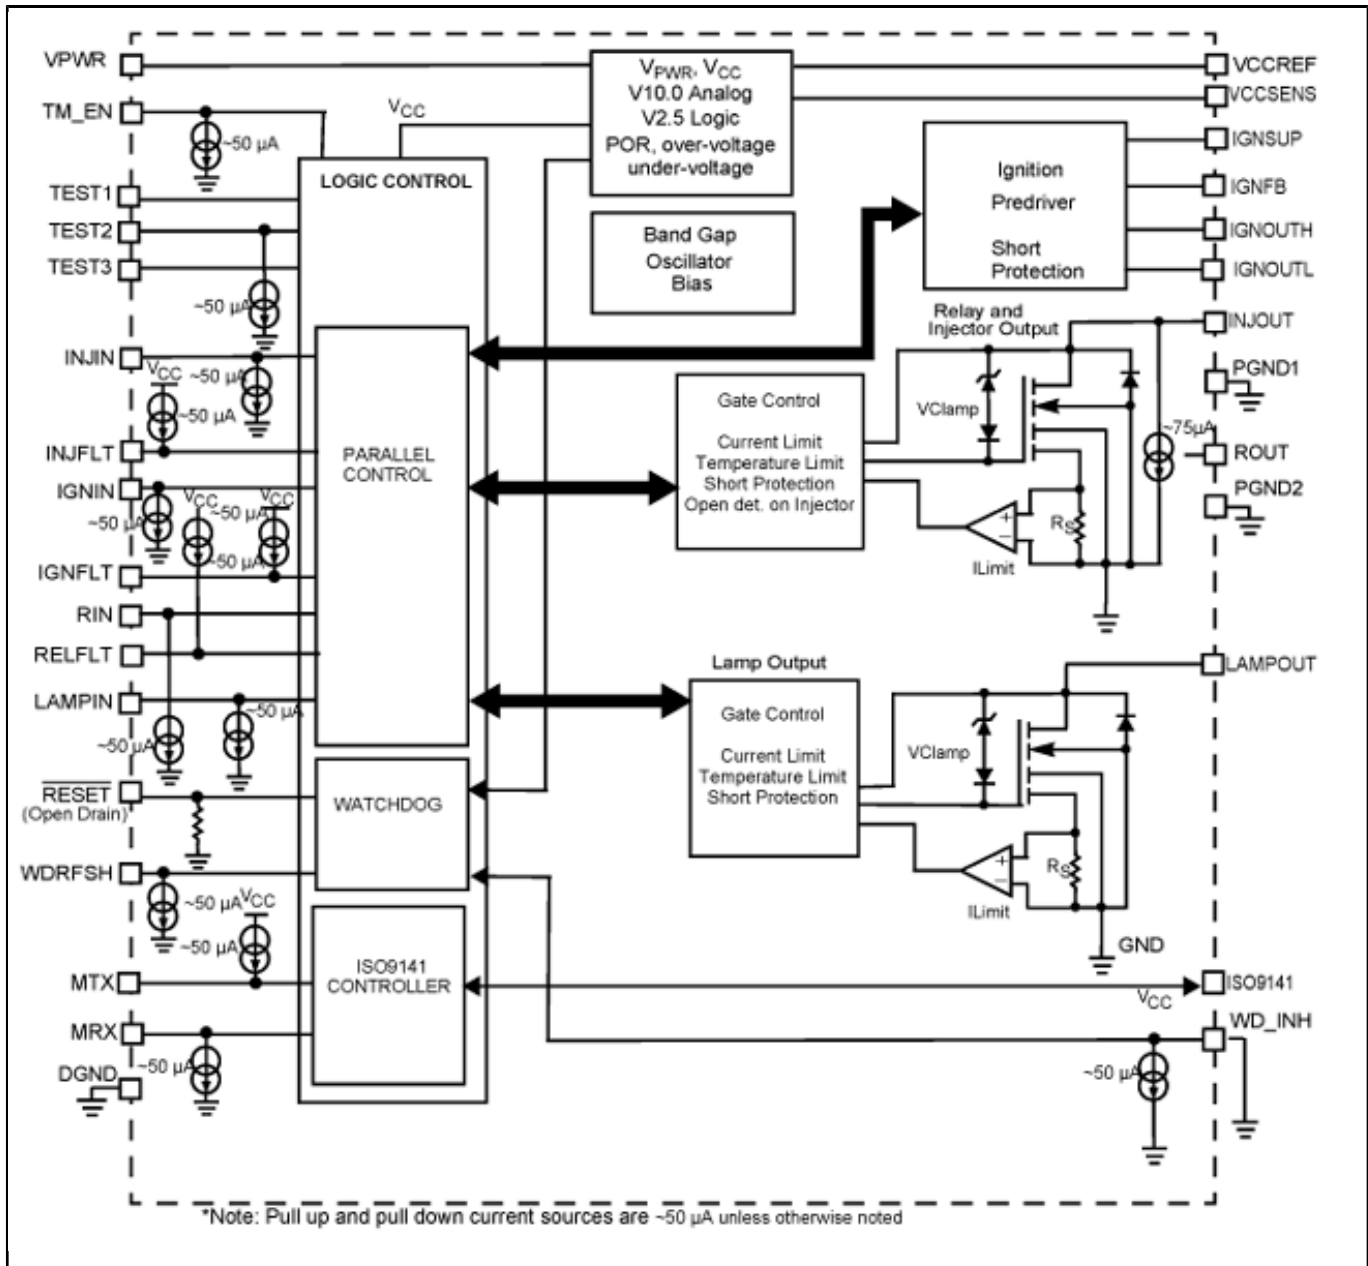 VPWR
TM_EN
~50 µA
TEST1
TEST2
TEST3
~50 µA
INJIN
VCC
~50 µA
~50 µA
INJFLT
IGNIN
VCC
~50 µA
VCC
~50 µA
~50 µA
IGNFLT
RIN
RELFLT
LAMPIN
~50 µA
~50 µA
RESET
(Open Drain)
WDRFSH
~50 µA
VCC
~50 µA
MTX
MRX
~50 µA
DGND
VCC
LOGIC CONTROL
PARALLEL
CONTROL
WATCHDOG
ISO9141
CONTROLLER
VPWR, VCC
V10.0 Analog
V2.5 Logic
POR, over-voltage
under-voltage
Band Gap
Oscillator
Bias
Ignition
Predriver
Short
Protection
Relay and
Injector Output
Gate Control
Current Limit
Temperature Limit
Short Protection
Open det. on Injector
VClamp
RS
+
–
ILimit
~75µA
Lamp Output
Gate Control
Current Limit
Temperature Limit
Short Protection
VClamp
RS
+
–
ILimit
GND
VCC
~50 µA
VCCREF
VCCSENS
IGNSUP
IGNFB
IGNOUTH
IGNOUTL
INJOUT
PGND1
ROUT
PGND2
LAMPOUT
ISO9141
WD_INH
*Note: Pull up and pull down current sources are ~50 µA unless otherwise noted